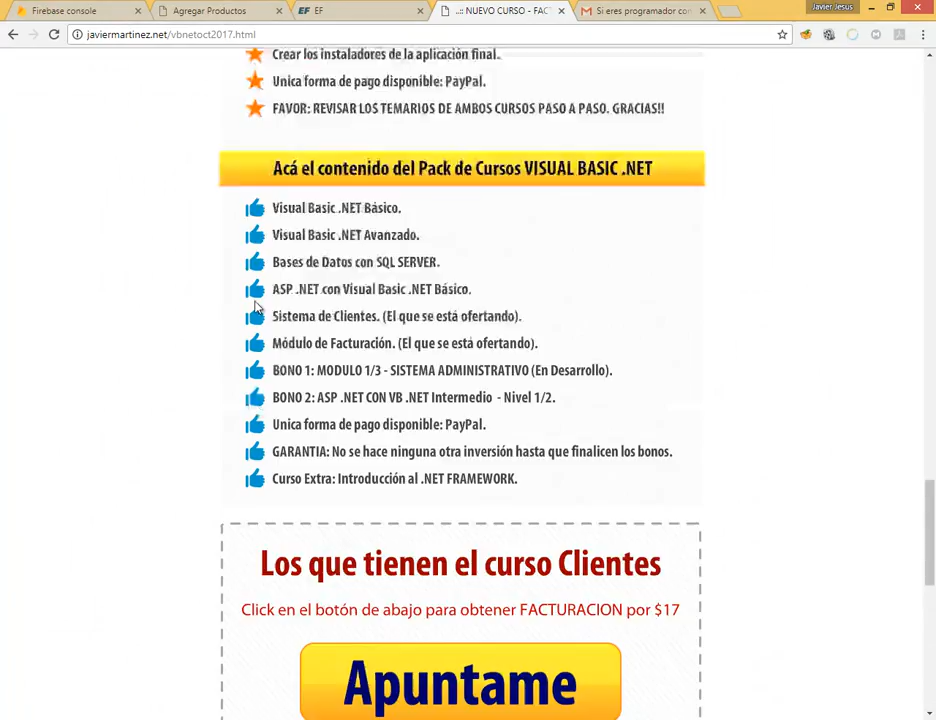 Firebase console
Agregar Productos
EF EF
..:: NUEVO CURSO - FAC
Si eres programador co
Javier Jesus
javiermartinez.net/vbnetoct2017.html
Crear los instaladores de la aplicación final.
Unica forma de pago disponible: PayPal.
FAVOR: REVISAR LOS TEMARIOS DE AMBOS CURSOS PASO A PASO. GRACIAS!!
Acá el contenido del Pack de Cursos VISUAL BASIC .NET
Visual Basic .NET Básico.
Visual Basic .NET Avanzado.
Bases de Datos con SQL SERVER.
ASP .NET con Visual Basic .NET Básico.
Sistema de Clientes. (El que se está ofertando).
Módulo de Facturación. (El que se está ofertando).
BONO 1: MODULO 1/3 - SISTEMA ADMINISTRATIVO (En Desarrollo).
BONO 2: ASP .NET CON VB .NET Intermedio - Nivel 1/2.
Unica forma de pago disponible: PayPal.
GARANTIA: No se hace ninguna otra inversión hasta que finalicen los bonos.
Curso Extra: Introducción al .NET FRAMEWORK.
Los que tienen el curso Clientes
Click en el botón de abajo para obtener FACTURACION por $17
Apuntame